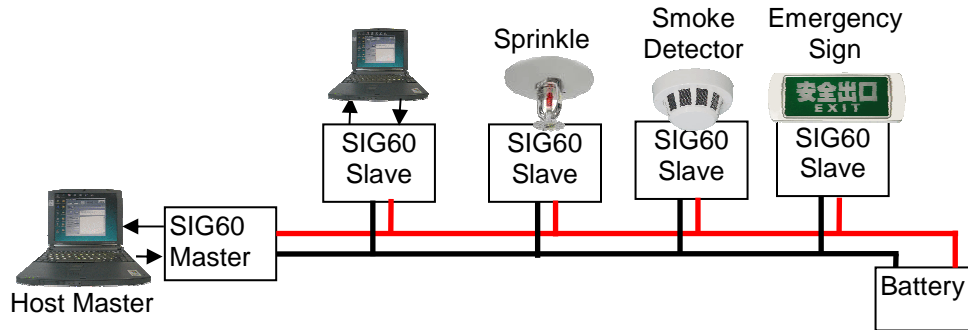 Sprinkle
Smoke
Detector
Emergency
Sign
安全出口
EXIT
SIG60
Slave
SIG60
Slave
SIG60
Slave
SIG60
Slave
SIG60
Master
Host Master
Battery